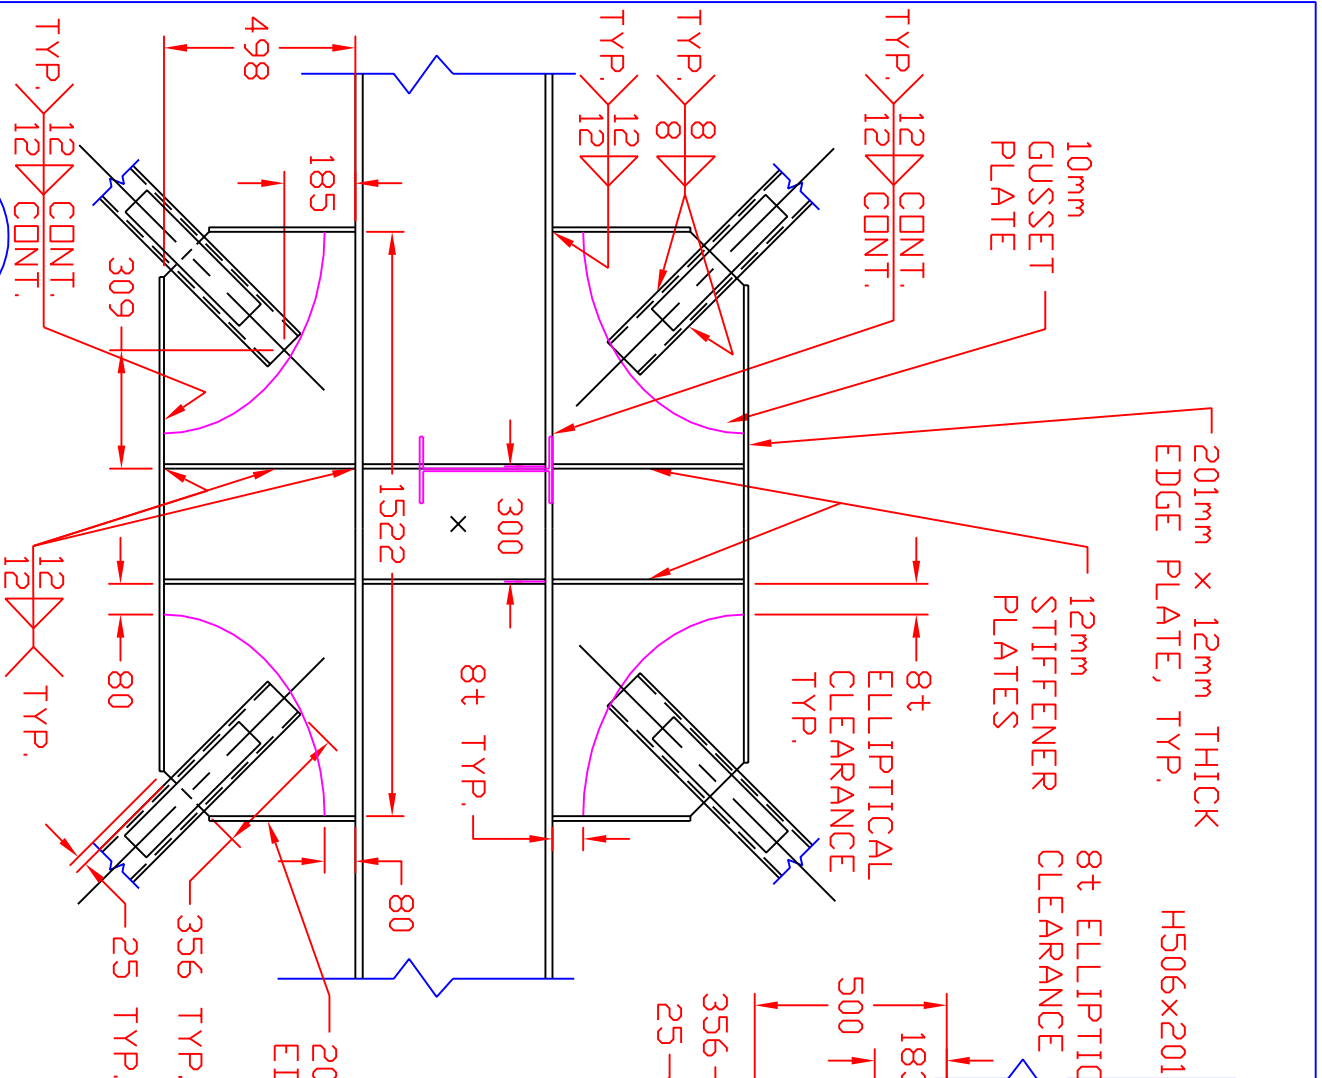 201mm x 12mm THICK
EDGE PLATE, TYP.
H506x201
10mm
GUSSET
PLATE
12mm
STIFFENER
PLATES
8t ELLIPTIC
CLEARANCE
8t
ELLIPTICAL
CLEARANCE
TYP.
TYP.
12 CONT.
12 CONT.
500
TYP.
8
8
356
25
TYP.
12
12
300
8t TYP.
1522
80
185
498
356 TYP.
309
80
25 TYP.
TYP.
12 CONT.
12 CONT.
12
12
TYP.